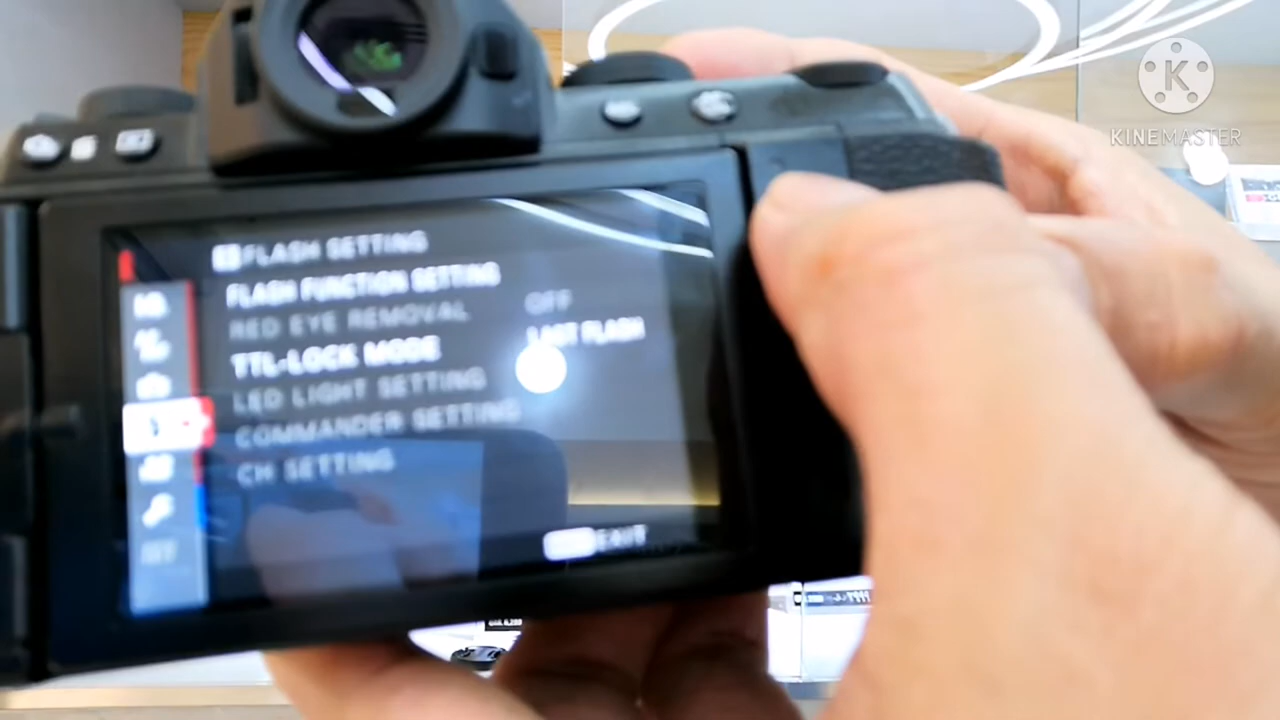 KINEMASTER
FLASH SETTING
FLASH FUNCTION SETTING
RED EYE REMOVAL OFF
TTL-LOCK MODE LAST FLASH
LED LIGHT SETTING
COMMANDER SETTING
CH SETTING
EXIT